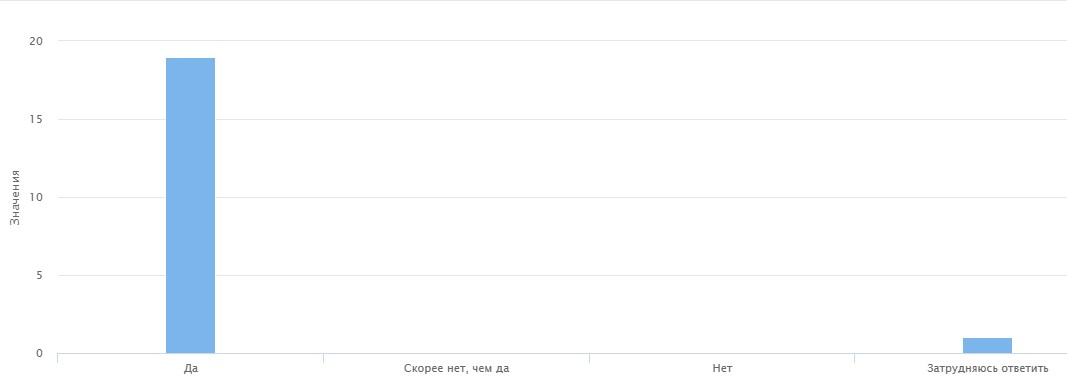 20
15
10
5
0
Значения
Да
Скорее нет, чем да
Нет
Затрудняюсь ответить